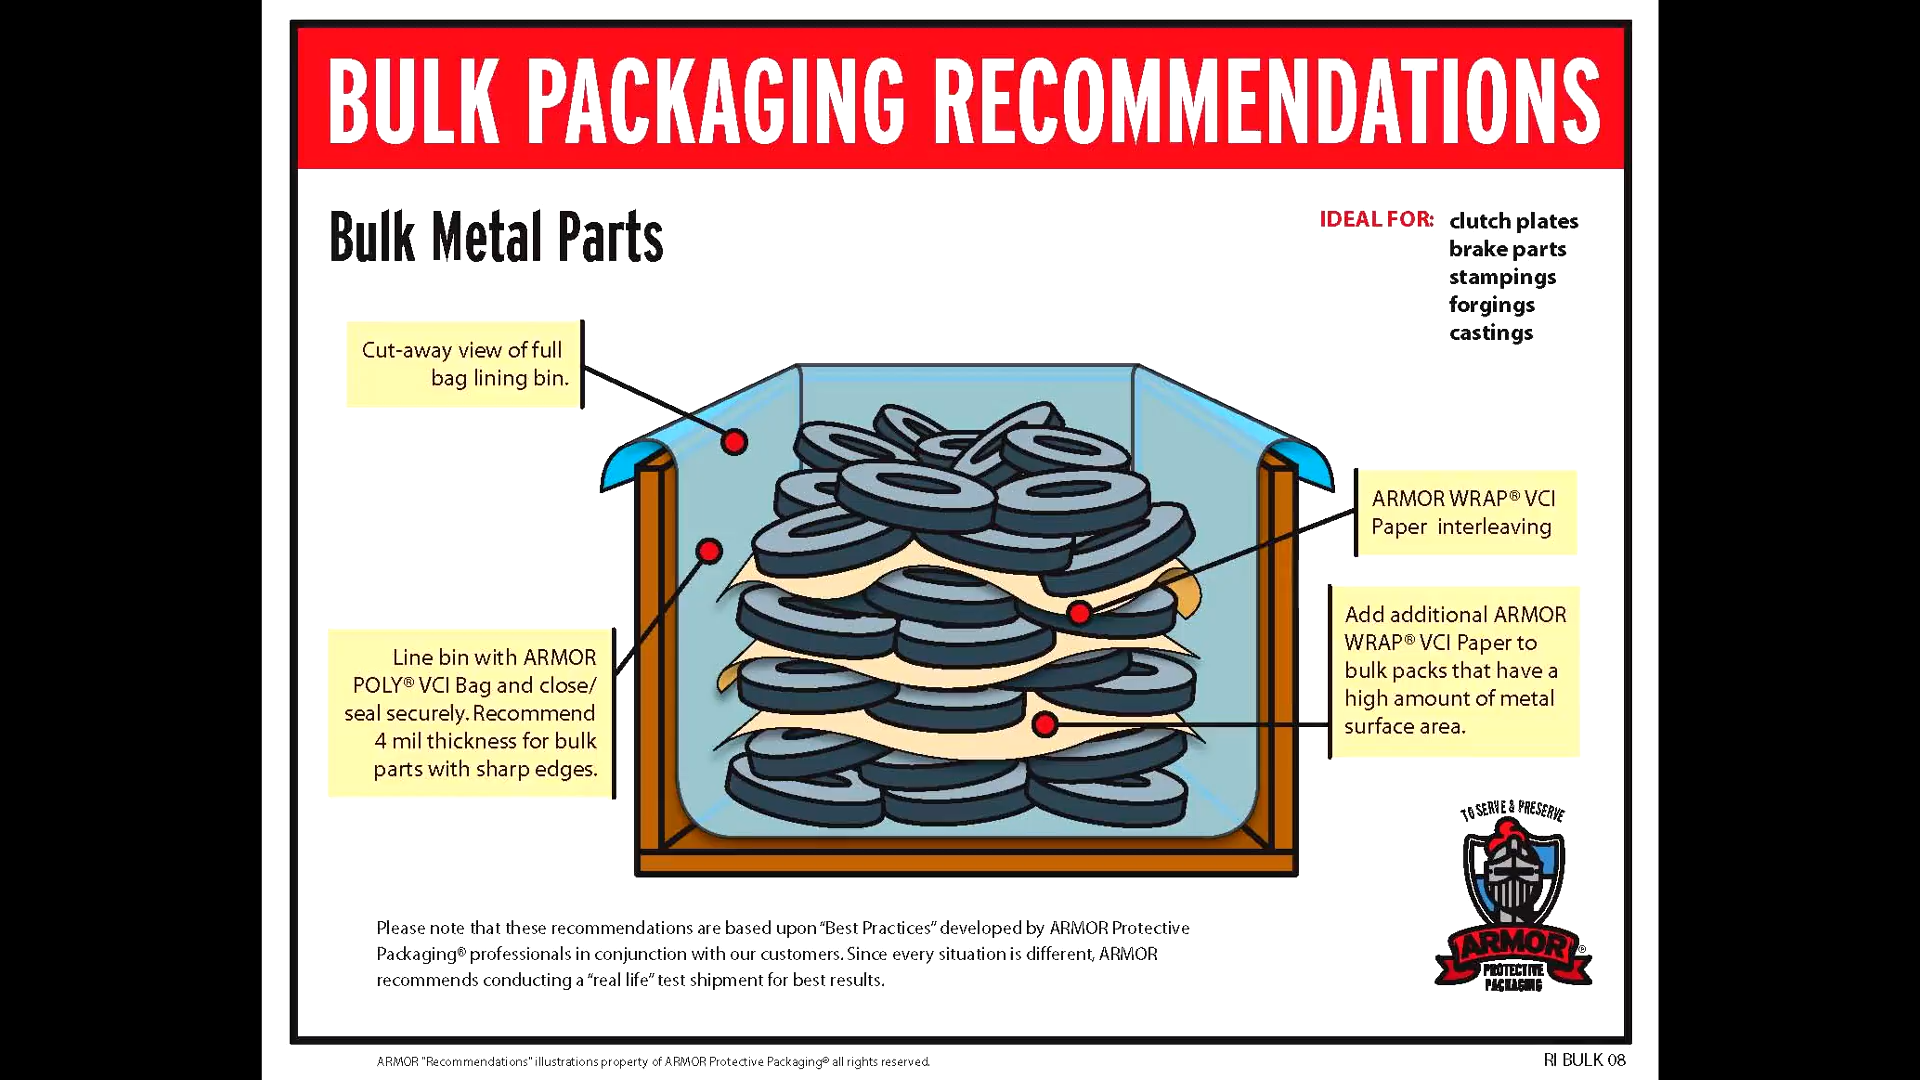 BULK PACKAGING RECOMMENDATIONS
Bulk Metal Parts
IDEAL FOR: clutch plates
brake parts
stampings
forgings
castings
Cut-away view of full
bag lining bin.
ARMOR WRAP® VCI
Paper interleaving
Add additional ARMOR
WRAP® VCI Paper to
bulk packs that have a
high amount of metal
surface area.
Line bin with ARMOR
POLY® VCI Bag and close/
seal securely. Recommend
4 mil thickness for bulk
parts with sharp edges.
TO SERVE & PRESERVE
ARMOR®
PROTECTIVE
PACKAGING
Please note that these recommendations are based upon "Best Practices" developed by ARMOR Protective
Packaging® professionals in conjunction with our customers. Since every situation is different, ARMOR
recommends conducting a "real life" test shipment for best results.
ARMOR "Recommendations" illustrations property of ARMOR Protective Packaging® all rights reserved.
RI BULK 08